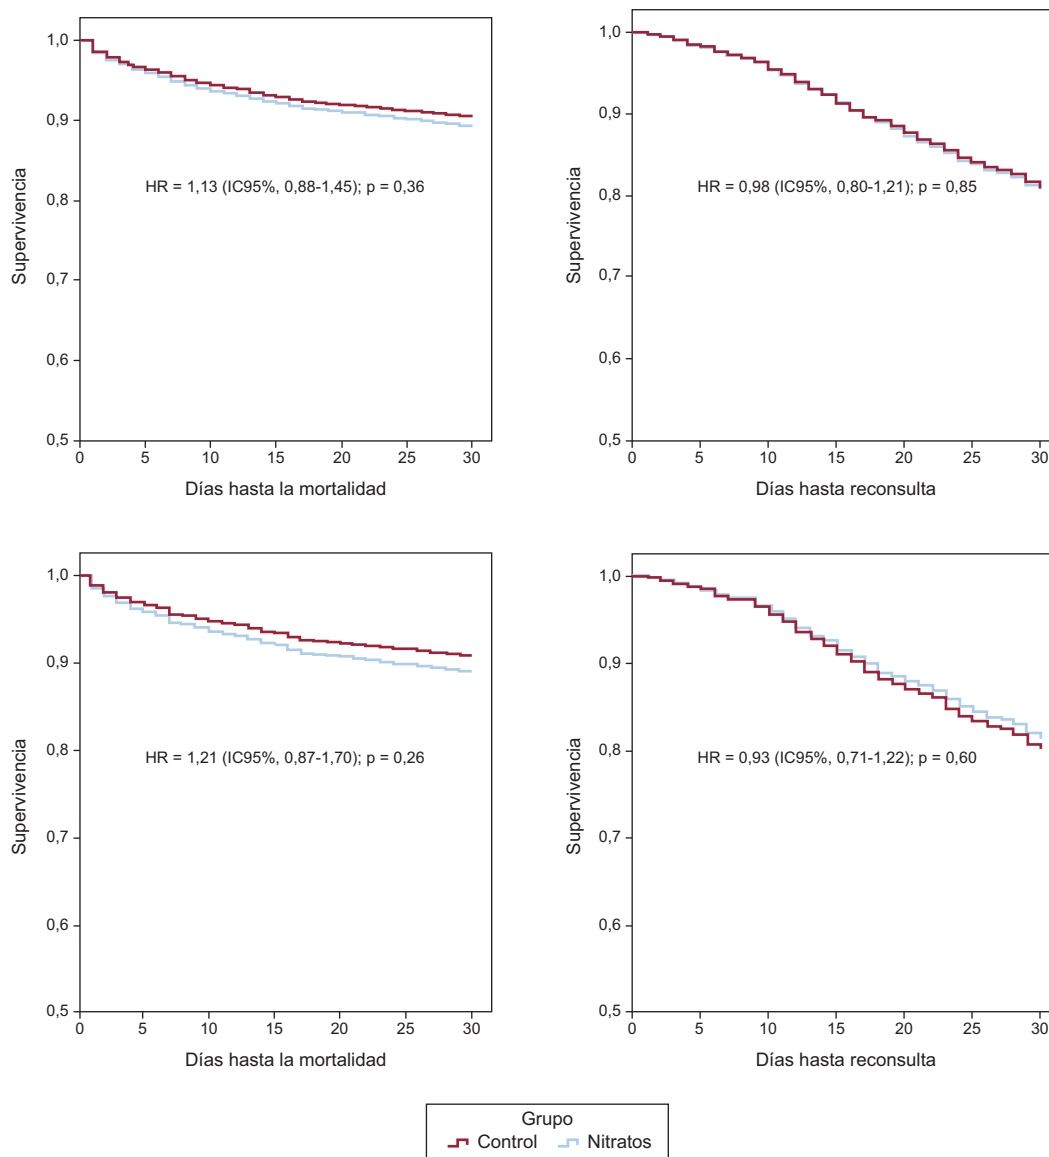 1,0
0,9
0,8
0,7
0,6
0,5
Supervivencia
HR = 1,13 (IC95%, 0,88-1,45); p = 0,36
0 5 10 15 20 25 30
Días hasta la mortalidad
1,0
0,9
0,8
0,7
0,6
0,5
Supervivencia
HR = 0,98 (IC95%, 0,80-1,21); p = 0,85
0 5 10 15 20 25 30
Días hasta reconsulta
1,0
0,9
0,8
0,7
0,6
0,5
Supervivencia
HR = 1,21 (IC95%, 0,87-1,70); p = 0,26
0 5 10 15 20 25 30
Días hasta la mortalidad
1,0
0,9
0,8
0,7
0,6
0,5
Supervivencia
HR = 0,93 (IC95%, 0,71-1,22); p = 0,60
0 5 10 15 20 25 30
Días hasta reconsulta
Grupo
Control Nitratos